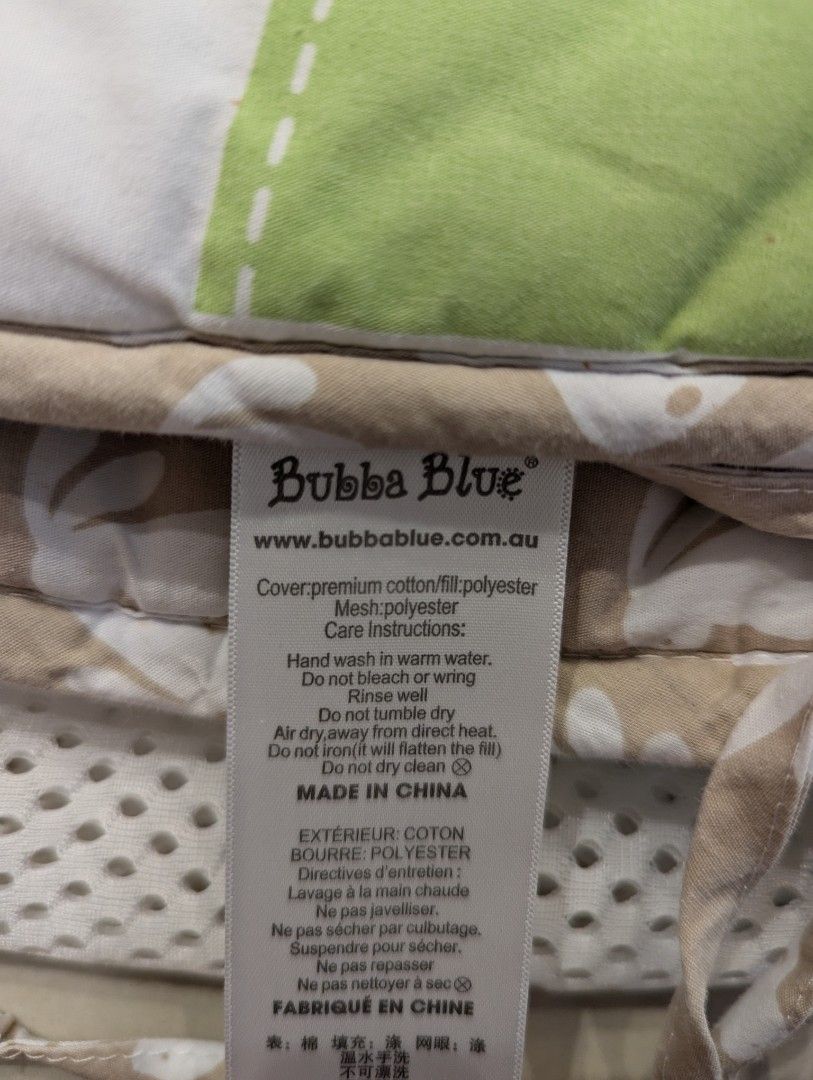 Bubba Blue®
www.bubbablue.com.au
Cover:premium cotton/fill:polyester
Mesh:polyester
Care Instructions:
Hand wash in warm water.
Do not bleach or wring
Rinse well
Do not tumble dry
Air dry,away from direct heat.
Do not iron(it will flatten the fill)
Do not dry clean
MADE IN CHINA
EXTÉRIEUR: COTON
BOURRE: POLYESTER
Directives d'entretien :
Lavage à la main chaude
Ne pas javelliser.
Ne pas sécher par culbutage.
Suspendre pour sécher.
Ne pas repasser
Ne pas nettoyer à sec
FABRIQUÉ EN CHINE
表：棉 填充：涤 网眼：涤
温水手洗
不可漂洗